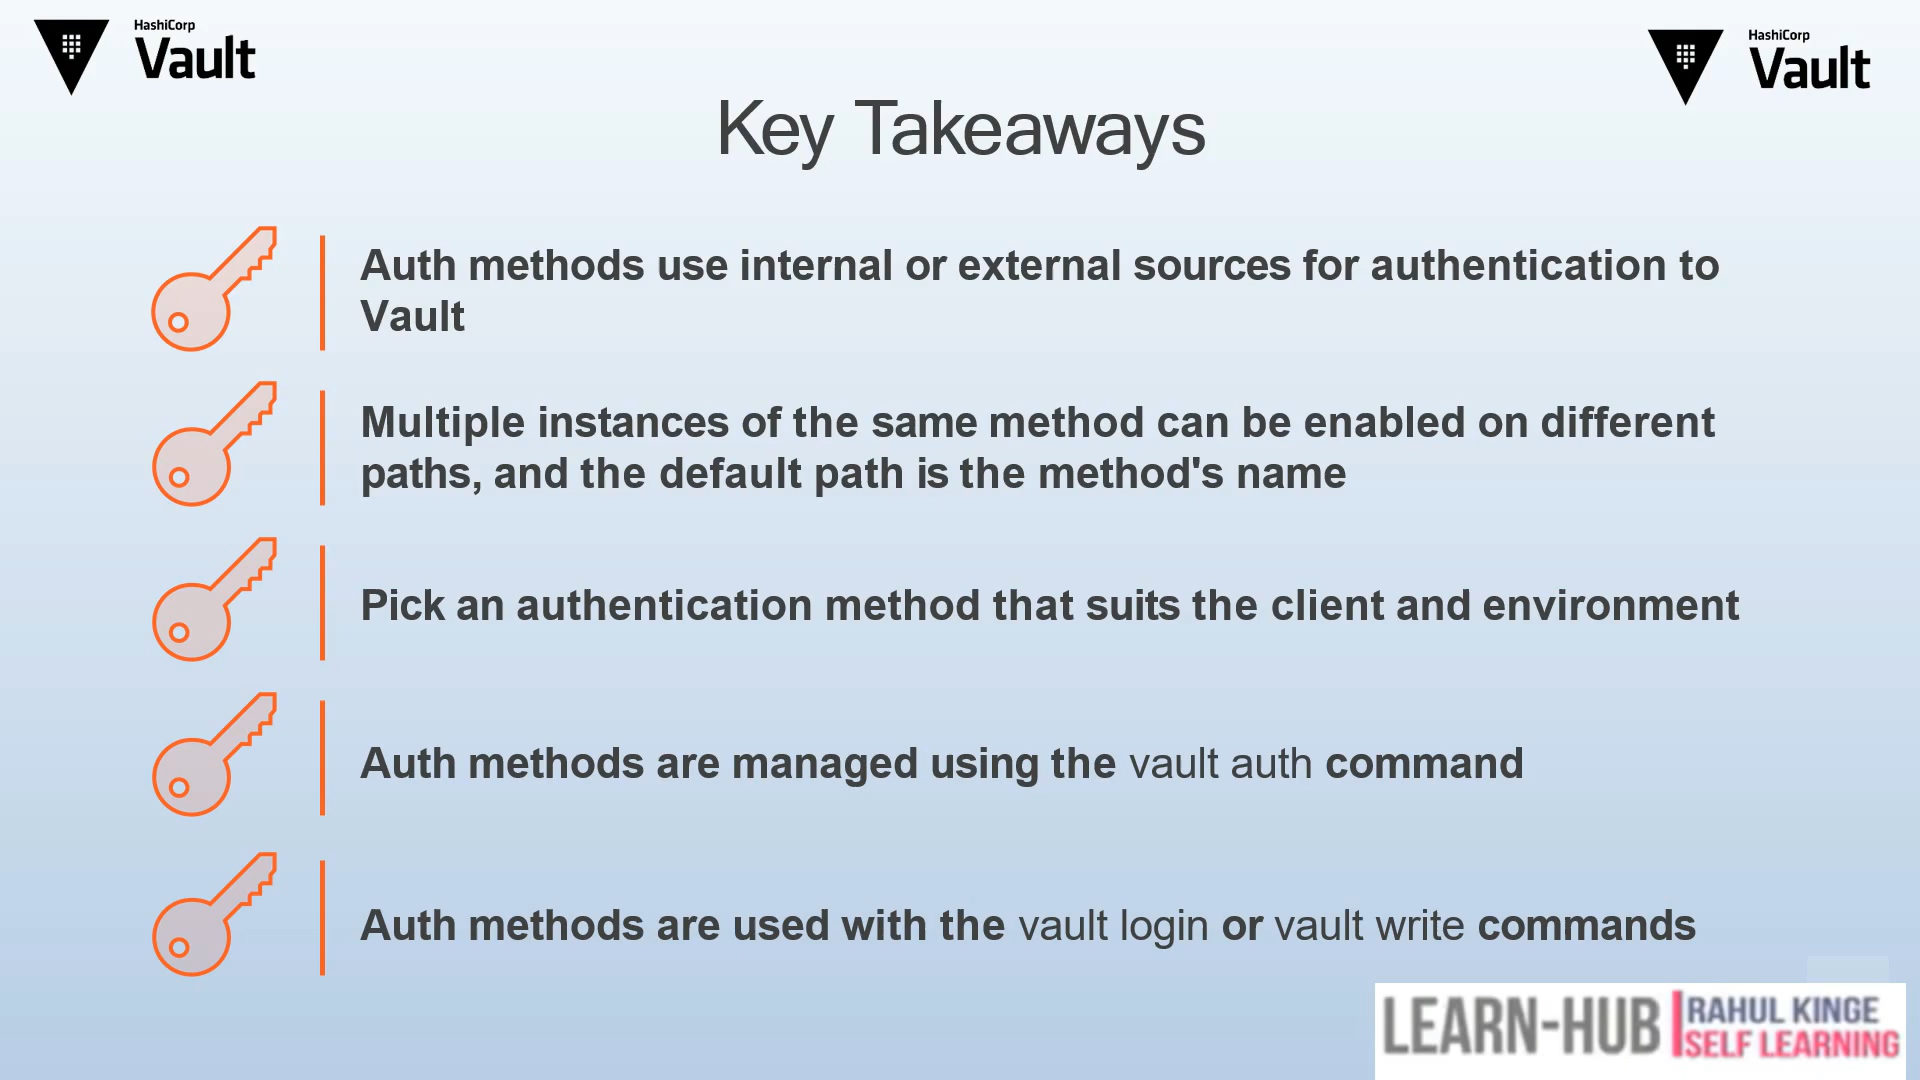 HashiCorp
Vault
HashiCorp
Vault
Key Takeaways
Auth methods use internal or external sources for authentication to
Vault
Multiple instances of the same method can be enabled on different
paths, and the default path is the method's name
Pick an authentication method that suits the client and environment
Auth methods are managed using the vault auth command
Auth methods are used with the vault login or vault write commands
LEARN-HUB
RAHUL KINGE
SELF LEARNING